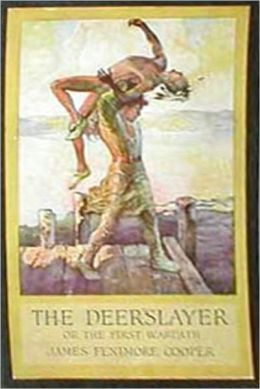 THE DEERSLAYER
OR THE FIRST WARPATH
JAMES FENIMORE COOPER